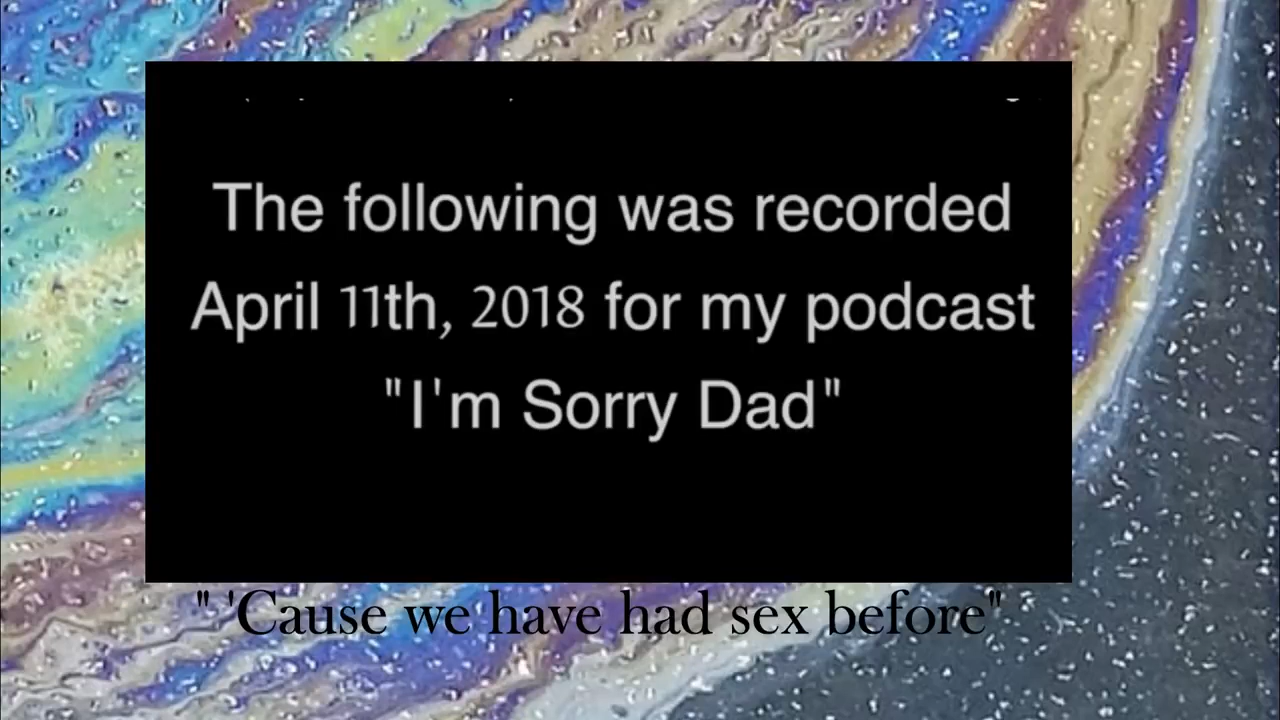 The following was recorded
April 11th, 2018 for my podcast
"I'm Sorry Dad"
" 'Cause we have had sex before"